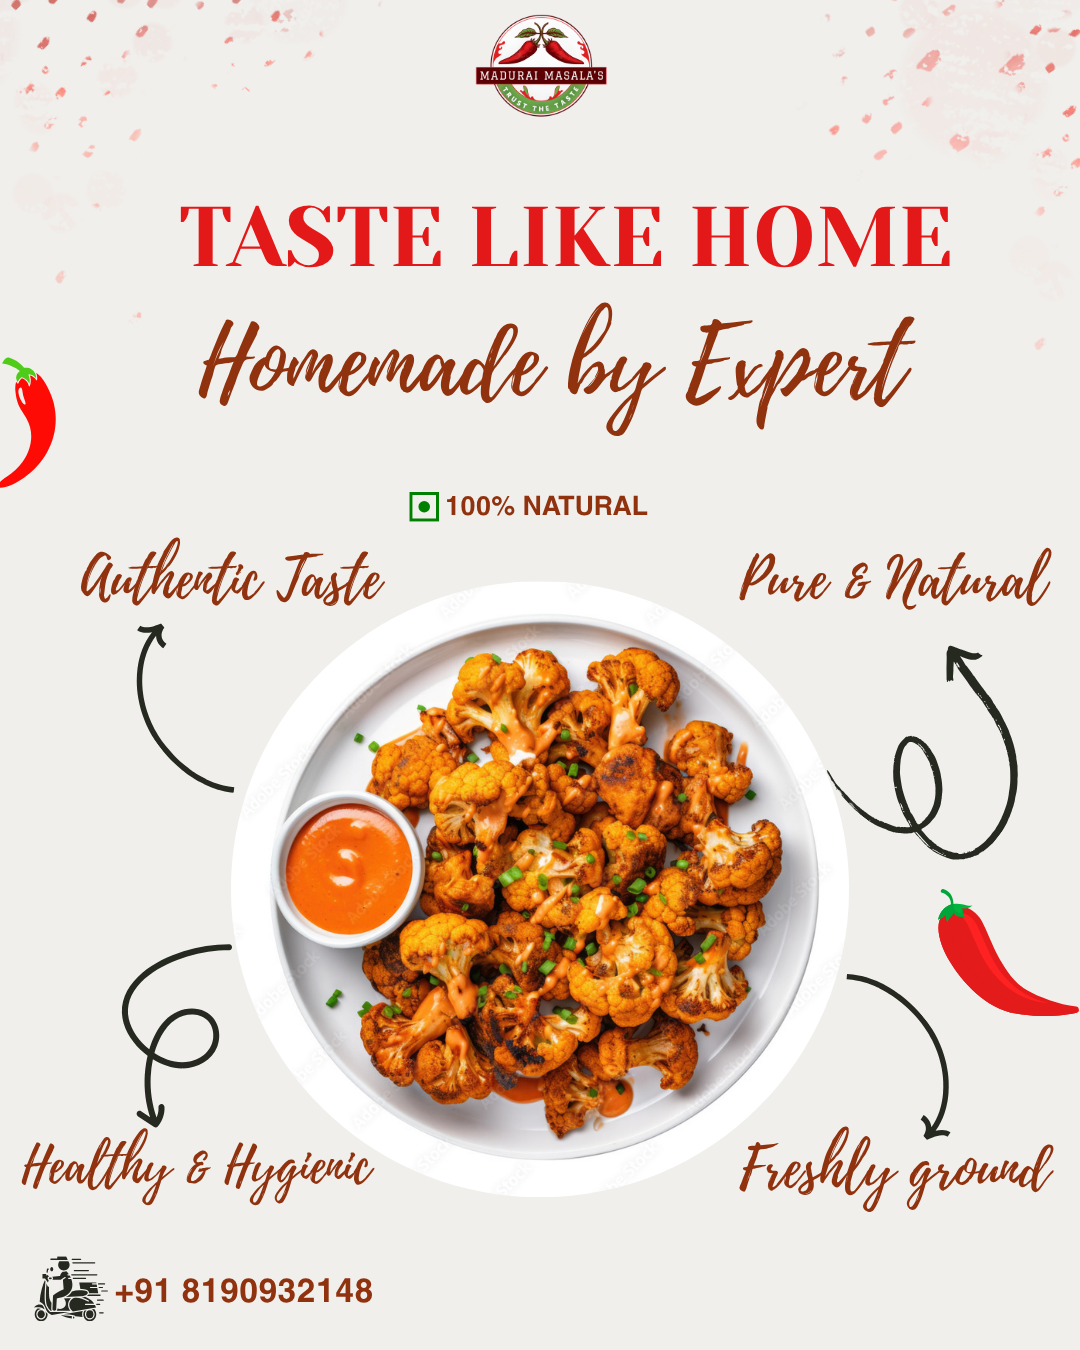 MADURAI MASALA'S
TRUST THE TASTE
TASTE LIKE HOME
Homemade by Expert
100% NATURAL
Authentic Taste
Pure & Natural
Healthy & Hygienic
Freshly ground
+91 8190932148